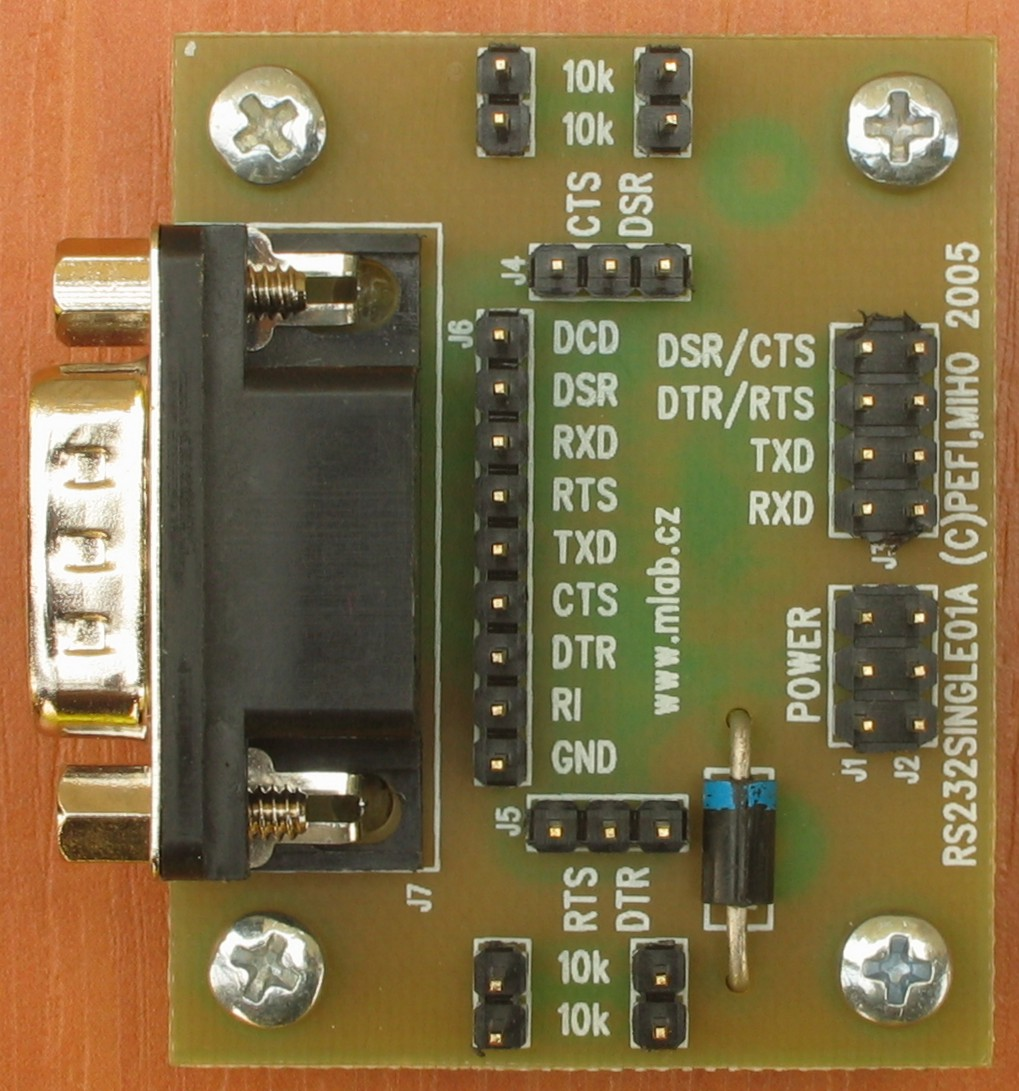 10k
10k
CTS
DSR
J4
J6
DCD
DSR
RXD
RTS
TXD
CTS
DTR
RI
GND
DSR/CTS
DTR/RTS
TXD
RXD
J3
www.mlab.cz
POWER
J1
J2
RS232SINGLE01A (C)PEFI,MIHO 2005
J5
J7
RTS
DTR
10k
10k